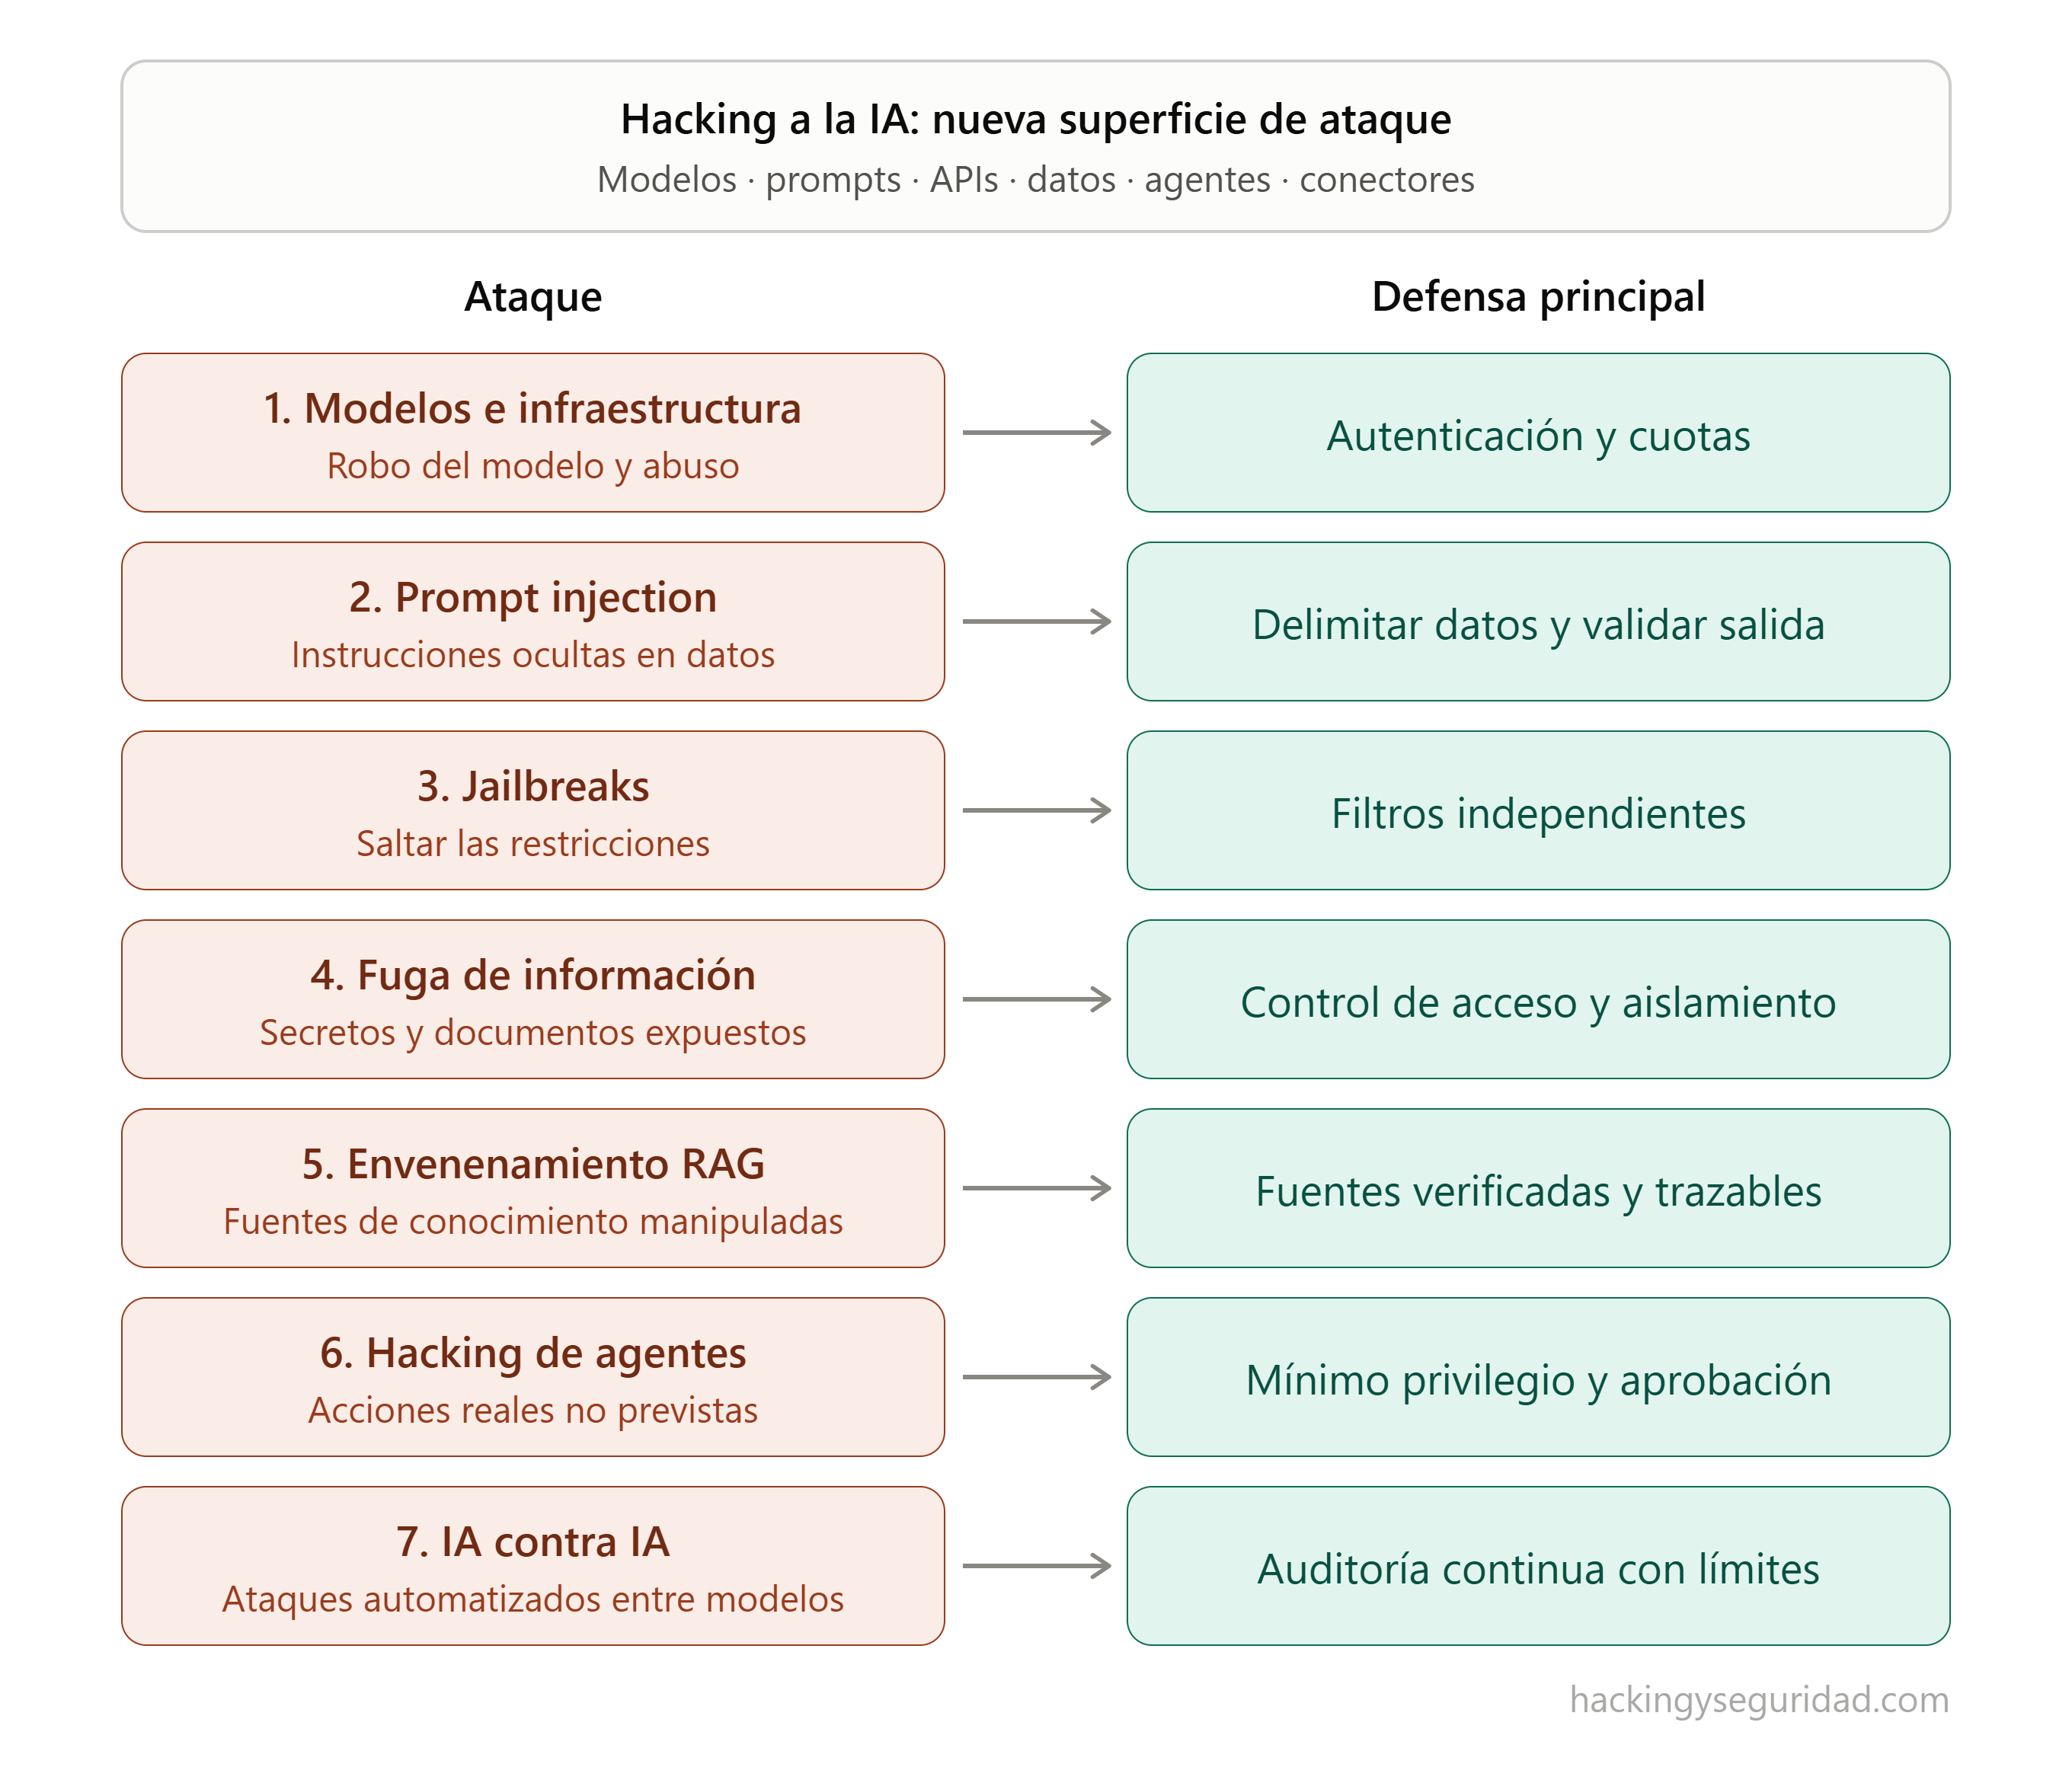 Hacking a la IA: nueva superficie de ataque
Modelos · prompts · APIs · datos · agentes · conectores
Ataque
Defensa principal
1. Modelos e infraestructura
Robo del modelo y abuso
Autenticación y cuotas
2. Prompt injection
Instrucciones ocultas en datos
Delimitar datos y validar salida
3. Jailbreaks
Saltar las restricciones
Filtros independientes
4. Fuga de información
Secretos y documentos expuestos
Control de acceso y aislamiento
5. Envenenamiento RAG
Fuentes de conocimiento manipuladas
Fuentes verificadas y trazables
6. Hacking de agentes
Acciones reales no previstas
Mínimo privilegio y aprobación
7. IA contra IA
Ataques automatizados entre modelos
Auditoría continua con límites
hackingyseguridad.com